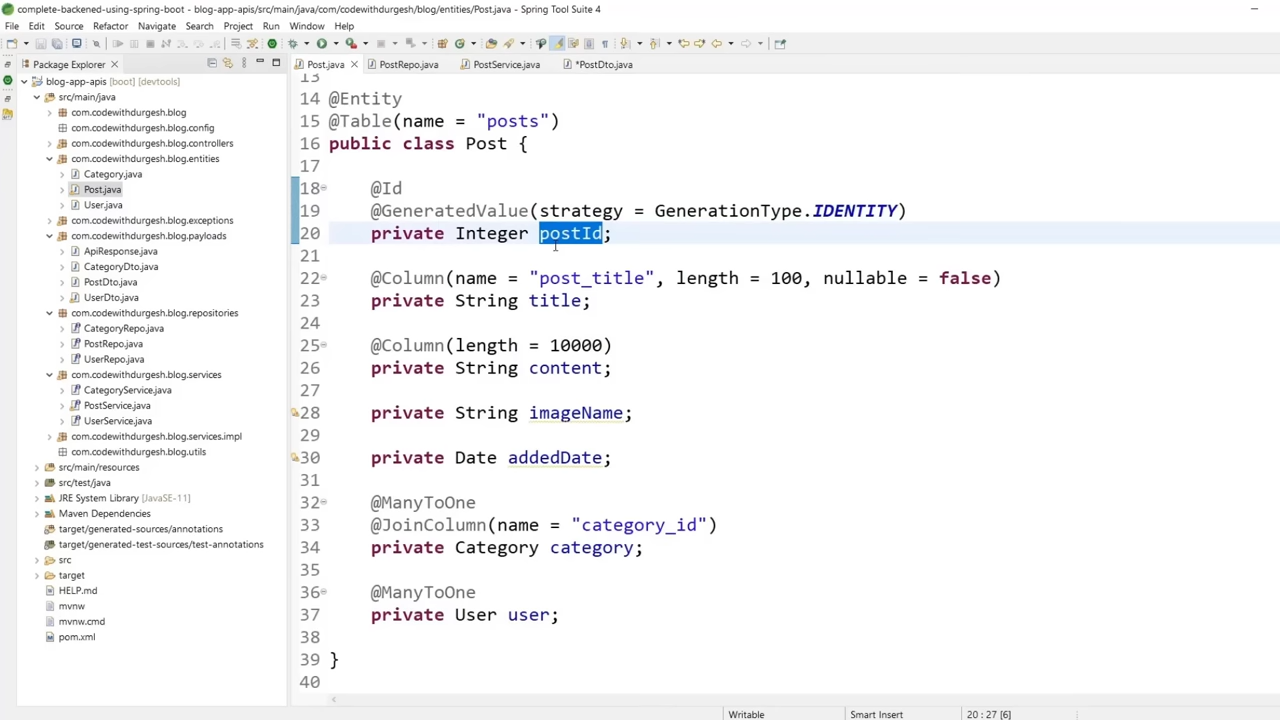 complete-backened-using-spring-boot - blog-app-apis/src/main/java/com/codewithdurgesh/blog/entities/Post.java - Spring Tool Suite 4
File Edit Source Refactor Navigate Search Project Run Window Help
Package Explorer
Post.java
PostRepo.java
PostService.java
*PostDto.java
blog-app-apis [boot] [devtools]
src/main/java
com.codewithdurgesh.blog
com.codewithdurgesh.blog.config
com.codewithdurgesh.blog.controllers
com.codewithdurgesh.blog.entities
Category.java
Post.java
User.java
com.codewithdurgesh.blog.exceptions
com.codewithdurgesh.blog.payloads
ApiResponse.java
CategoryDto.java
PostDto.java
UserDto.java
com.codewithdurgesh.blog.repositories
CategoryRepo.java
PostRepo.java
UserRepo.java
com.codewithdurgesh.blog.services
CategoryService.java
PostService.java
UserService.java
com.codewithdurgesh.blog.services.impl
com.codewithdurgesh.blog.utils
src/main/resources
src/test/java
JRE System Library [JavaSE-11]
Maven Dependencies
target/generated-sources/annotations
target/generated-test-sources/test-annotations
src
target
HELP.md
mvnw
mvnw.cmd
pom.xml
13
14 @Entity
15 @Table(name = "posts")
16 public class Post {
17
18 @Id
19 @GeneratedValue(strategy = GenerationType.IDENTITY)
20 private Integer postId;
21
22 @Column(name = "post_title", length = 100, nullable = false)
23 private String title;
24
25 @Column(length = 10000)
26 private String content;
27
28 private String imageName;
29
30 private Date addedDate;
31
32 @ManyToOne
33 @JoinColumn(name = "category_id")
34 private Category category;
35
36 @ManyToOne
37 private User user;
38
39 }
40
Writable Smart Insert 20 : 27 [6]